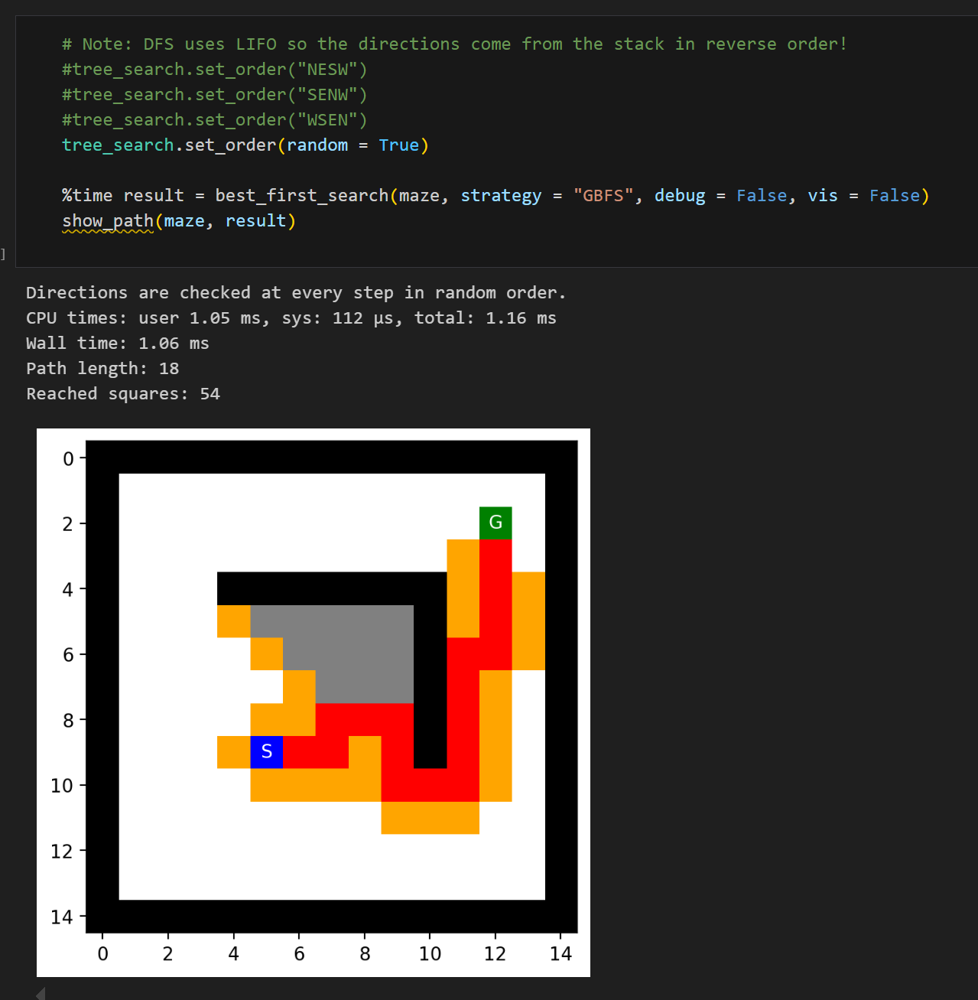 # Note: DFS uses LIFO so the directions come from the stack in reverse order!
#tree_search.set_order("NESW")
#tree_search.set_order("SENW")
#tree_search.set_order("WSEN")
tree_search.set_order(random = True)
%time result = best_first_search(maze, strategy = "GBFS", debug = False, vis = False)
show_path(maze, result)
]
Directions are checked at every step in random order.
CPU times: user 1.05 ms, sys: 112 µs, total: 1.16 ms
Wall time: 1.06 ms
Path length: 18
Reached squares: 54
0
2
G
4
6
8
S
10
12
14
0 2 4 6 8 10 12 14